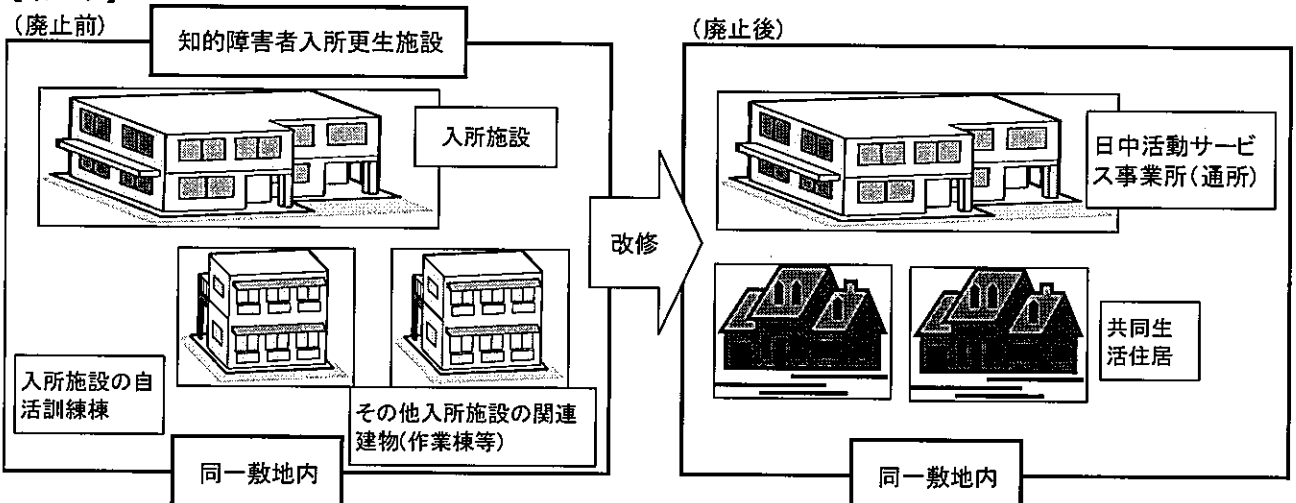 (廃止前)
知的障害者入所更生施設
入所施設
入所施設の自
活訓練棟
その他入所施設の関連
建物(作業棟等)
同一敷地内
改修
(廃止後)
日中活動サービ
ス事業所(通所)
共同生
活住居
同一敷地内